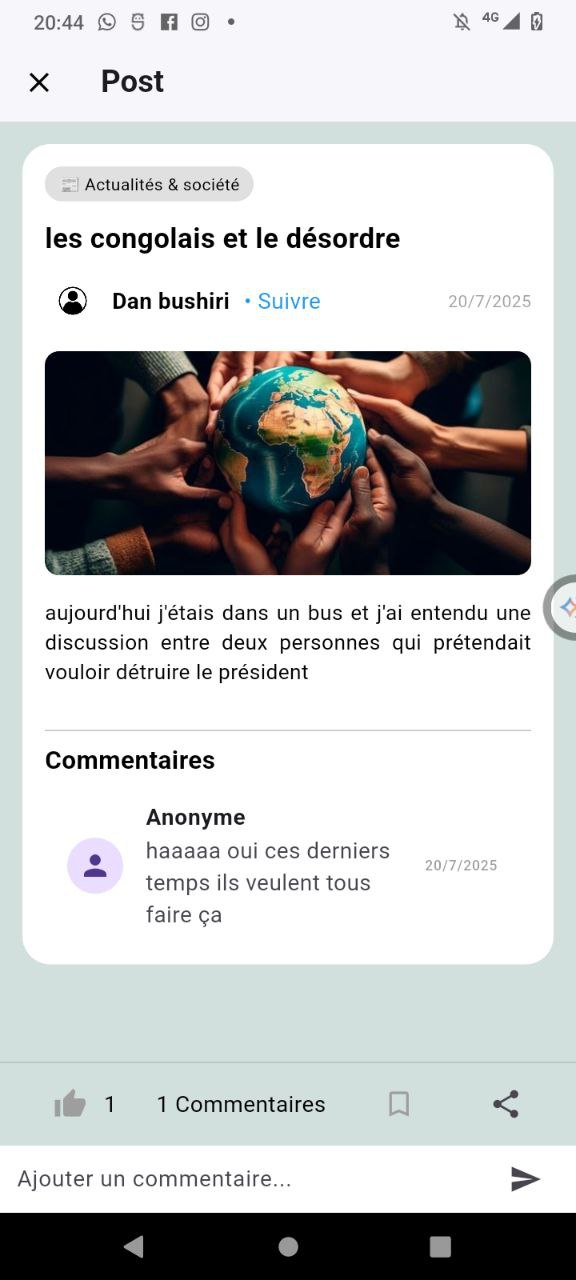 20:44
4G
Post
Actualités & société
les congolais et le désordre
Dan bushiri • Suivre 20/7/2025
aujourd'hui j'étais dans un bus et j'ai entendu une
discussion entre deux personnes qui prétendait
vouloir détruire le président
Commentaires
Anonyme
haaaaa oui ces derniers
temps ils veulent tous
faire ça
20/7/2025
1 1 Commentaires
Ajouter un commentaire...